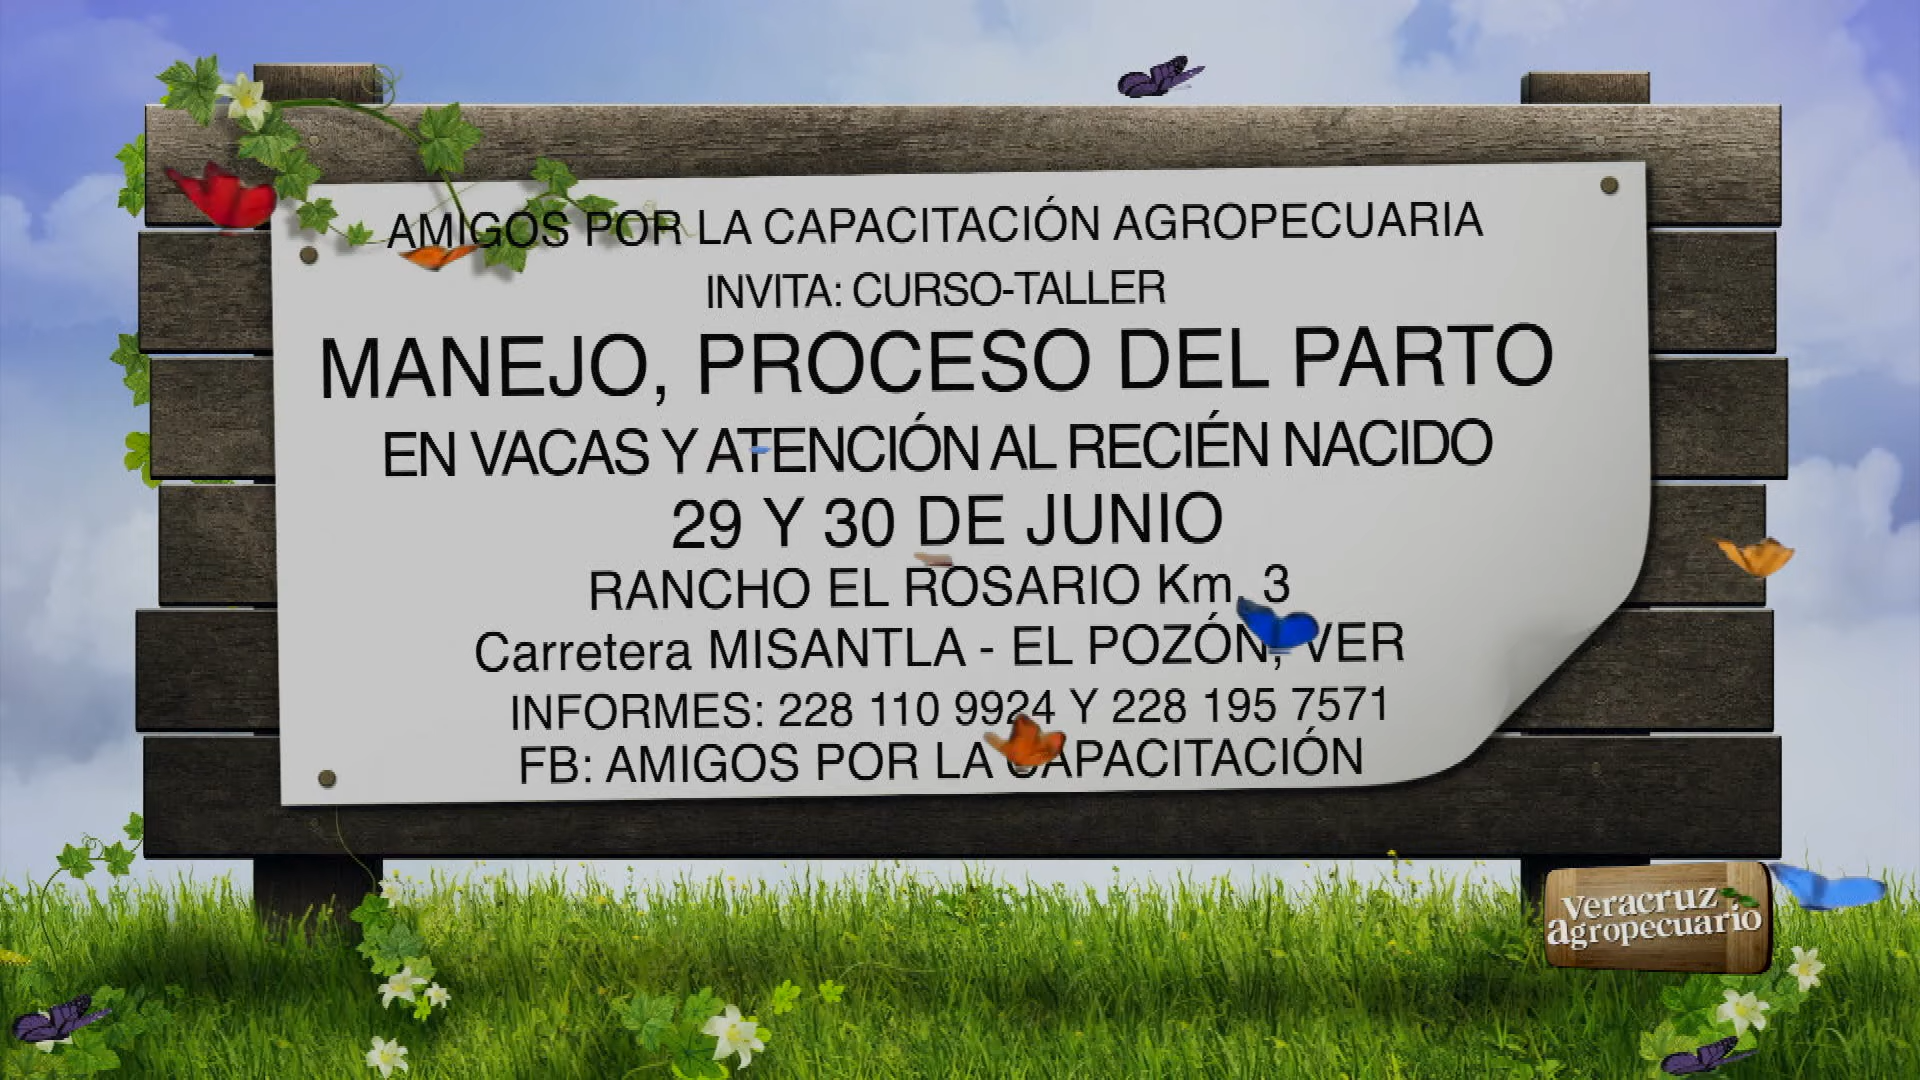 AMIGOS POR LA CAPACITACIÓN AGROPECUARIA
INVITA: CURSO-TALLER
MANEJO, PROCESO DEL PARTO
EN VACAS Y ATENCIÓN AL RECIÉN NACIDO
29 Y 30 DE JUNIO
RANCHO EL ROSARIO Km. 3
Carretera MISANTLA - EL POZÓN, VER
INFORMES: 228 110 9924 Y 228 195 7571
FB: AMIGOS POR LA CAPACITACIÓN
veracruz
agropecuario